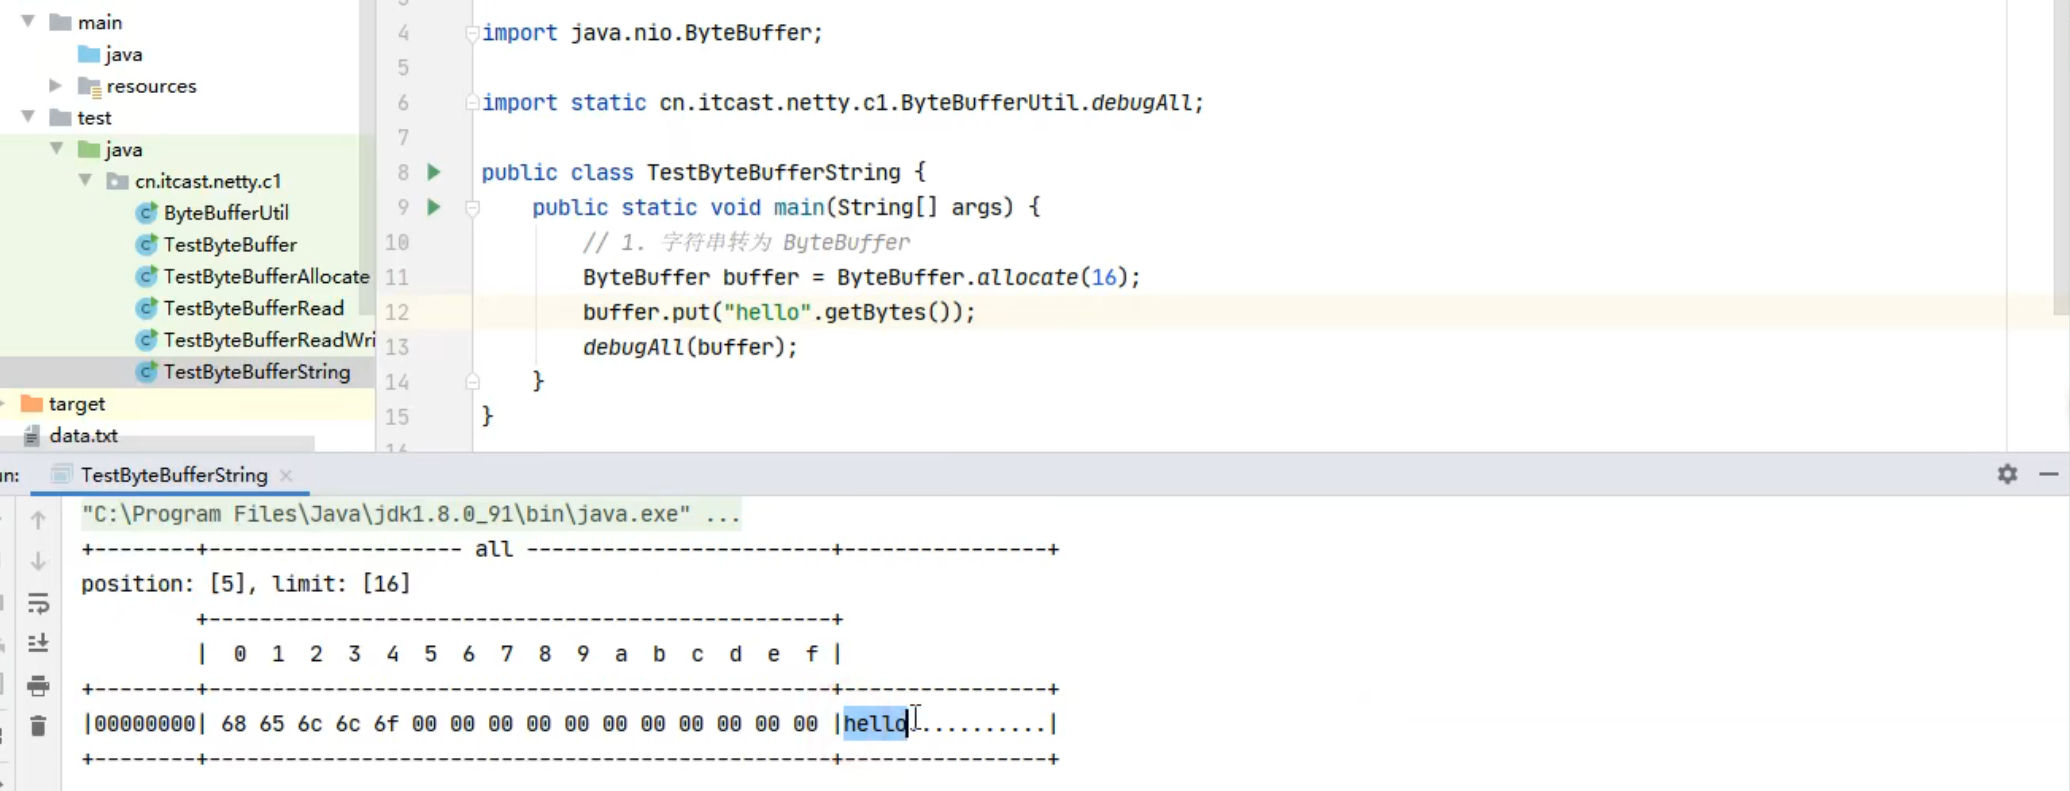 main
java
resources
test
java
cn.itcast.netty.c1
ByteBufferUtil
TestByteBuffer
TestByteBufferAllocate
TestByteBufferRead
TestByteBufferReadWri
TestByteBufferString
target
data.txt
4 import java.nio.ByteBuffer;
5
6 import static cn.itcast.netty.c1.ByteBufferUtil.debugAll;
7
8 public class TestByteBufferString {
9 public static void main(String[] args) {
10 // 1. 字符串转为 ByteBuffer
11 ByteBuffer buffer = ByteBuffer.allocate(16);
12 buffer.put("hello".getBytes());
13 debugAll(buffer);
14 }
15 }
un: TestByteBufferString
"C:\Program Files\Java\jdk1.8.0_91\bin\java.exe" ...
+--------+-------------------- all ------------------------+----------------+
position: [5], limit: [16]
+-------------------------------------------------+
| 0 1 2 3 4 5 6 7 8 9 a b c d e f |
+--------+-------------------------------------------------+----------------+
|00000000| 68 65 6c 6c 6f 00 00 00 00 00 00 00 00 00 00 00 |hello...........|
+--------+-------------------------------------------------+----------------+